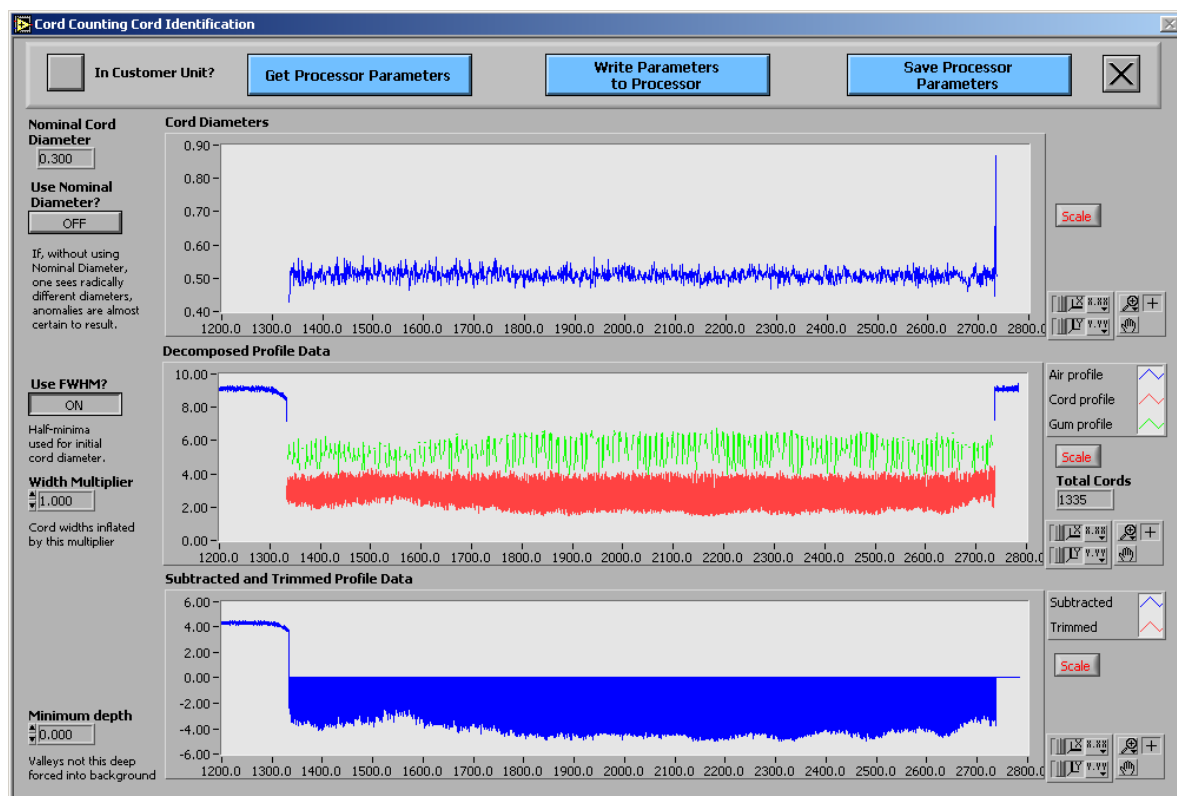 Cord Counting Cord Identification
In Customer Unit?
Get Processor Parameters
Write Parameters
to Processor
Save Processor
Parameters
Nominal Cord
Diameter
0.300
Use Nominal
Diameter?
OFF
If, without using
Nominal Diameter,
one sees radically
different diameters,
anomalies are almost
certain to result.
Cord Diameters
0.90
0.80
0.70
0.60
0.50
0.40
1200.0 1300.0 1400.0 1500.0 1600.0 1700.0 1800.0 1900.0 2000.0 2100.0 2200.0 2300.0 2400.0 2500.0 2600.0 2700.0 2800.0
Scale
X X.XX
Y Y.YY
Use FWHM?
ON
Half-minima
used for initial
cord diameter.
Width Multiplier
1.000
Cord widths inflated
by this multiplier
Decomposed Profile Data
10.00
8.00
6.00
4.00
2.00
0.00
1200.0 1300.0 1400.0 1500.0 1600.0 1700.0 1800.0 1900.0 2000.0 2100.0 2200.0 2300.0 2400.0 2500.0 2600.0 2700.0 2800.0
Air profile
Cord profile
Gum profile
Scale
Total Cords
1335
X X.XX
Y Y.YY
Subtracted and Trimmed Profile Data
6.00
4.00
2.00
0.00
-2.00
-4.00
-6.00
1200.0 1300.0 1400.0 1500.0 1600.0 1700.0 1800.0 1900.0 2000.0 2100.0 2200.0 2300.0 2400.0 2500.0 2600.0 2700.0 2800.0
Subtracted
Trimmed
Scale
X X.XX
Y Y.YY
Minimum depth
0.000
Valleys not this deep
forced into background